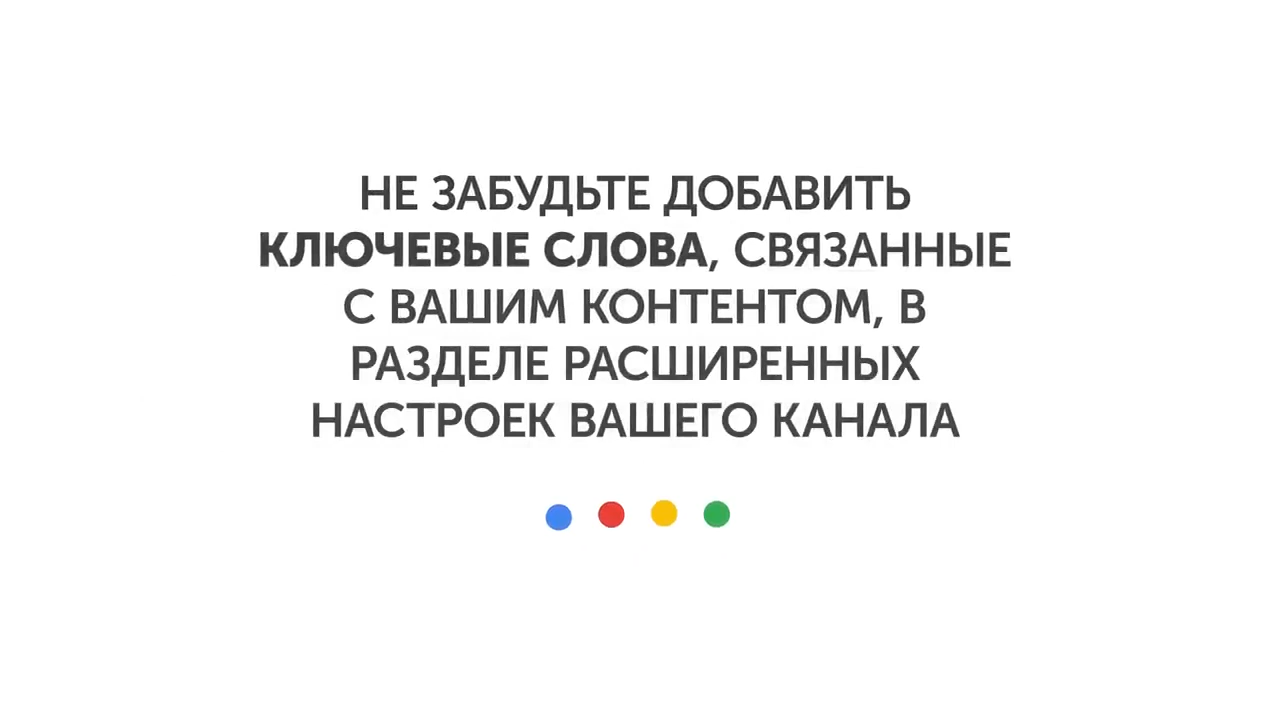 НЕ ЗАБУДЬТЕ ДОБАВИТЬ
КЛЮЧЕВЫЕ СЛОВА, СВЯЗАННЫЕ
С ВАШИМ КОНТЕНТОМ, В
РАЗДЕЛЕ РАСШИРЕННЫХ
НАСТРОЕК ВАШЕГО КАНАЛА